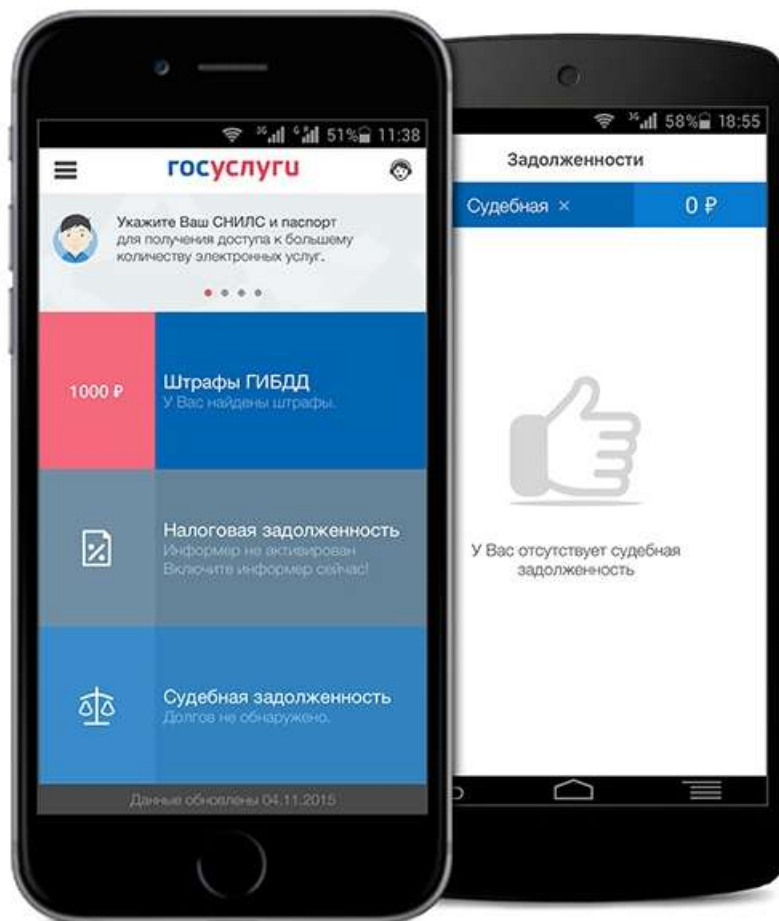 3G 51% 11:38
госуслуги
Укажите Ваш СНИЛС и паспорт
для получения доступа к большему
количеству электронных услуг.
1000 ₽
Штрафы ГИБДД
У Вас найдены штрафы.
Налоговая задолженность
Информер не активирован
Включите информер сейчас!
Судебная задолженность
Долгов не обнаружено.
Данные обновлены 04.11.2015
3G 58% 18:55
Задолженности
Судебная × 0 ₽
У Вас отсутствует судебная
задолженность